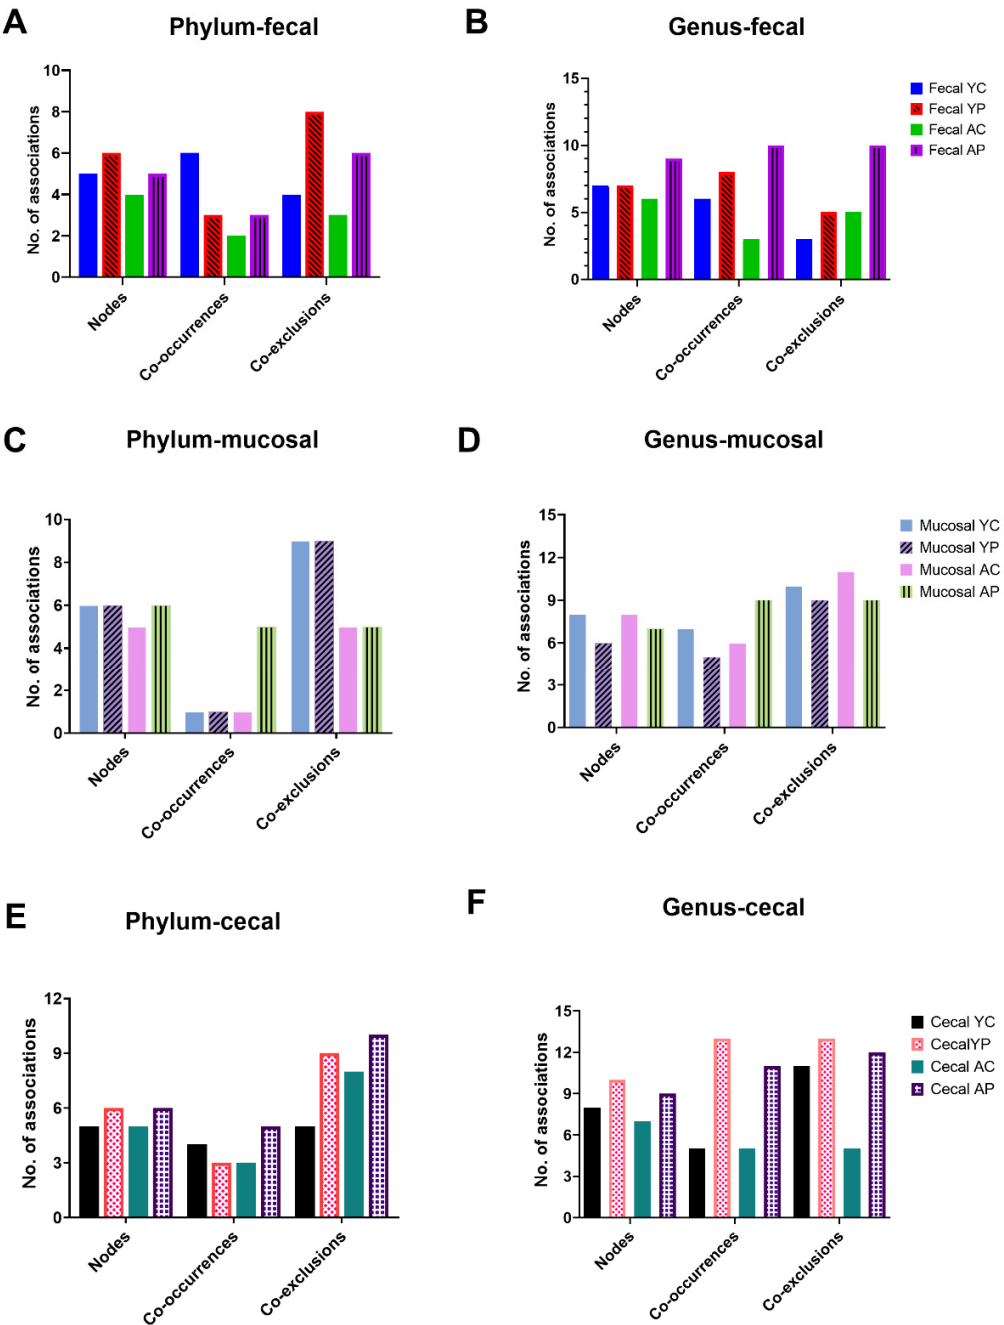 A
Phylum-fecal
No. of associations
10
8
6
4
2
0
Nodes
Co-occurrences
Co-exclusions
B
Genus-fecal
No. of associations
15
10
5
0
Nodes
Co-occurrences
Co-exclusions
Fecal YC
Fecal YP
Fecal AC
Fecal AP
C
Phylum-mucosal
No. of associations
10
8
6
4
2
0
Nodes
Co-occurrences
Co-exclusions
D
Genus-mucosal
No. of associations
15
12
9
6
3
0
Nodes
Co-occurrences
Co-exclusions
Mucosal YC
Mucosal YP
Mucosal AC
Mucosal AP
E
Phylum-cecal
No. of associations
12
9
6
3
0
Nodes
Co-occurrences
Co-exclusions
F
Genus-cecal
No. of associations
15
12
9
6
3
0
Nodes
Co-occurrences
Co-exclusions
Cecal YC
CecalYP
Cecal AC
Cecal AP